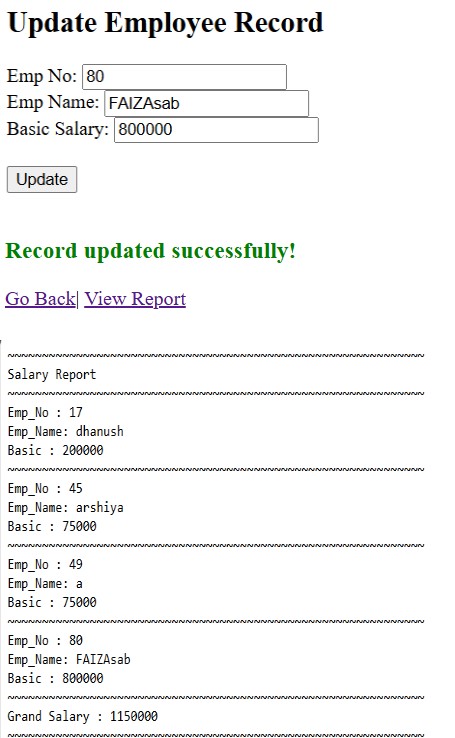 Update Employee Record
Emp No: 80
Emp Name: FAIZAsab
Basic Salary: 800000
Update
Record updated successfully!
Go Back| View Report
~~~~~~~~~~~~~~~~~~~~~~~~~~~~~~~~~~~~~~~~~~~~~~~~~~~~~~~~~~~~
Salary Report
~~~~~~~~~~~~~~~~~~~~~~~~~~~~~~~~~~~~~~~~~~~~~~~~~~~~~~~~~~~~
Emp_No : 17
Emp_Name: dhanush
Basic : 200000
~~~~~~~~~~~~~~~~~~~~~~~~~~~~~~~~~~~~~~~~~~~~~~~~~~~~~~~~~~~~
Emp_No : 45
Emp_Name: arshiya
Basic : 75000
~~~~~~~~~~~~~~~~~~~~~~~~~~~~~~~~~~~~~~~~~~~~~~~~~~~~~~~~~~~~
Emp_No : 49
Emp_Name: a
Basic : 75000
~~~~~~~~~~~~~~~~~~~~~~~~~~~~~~~~~~~~~~~~~~~~~~~~~~~~~~~~~~~~
Emp_No : 80
Emp_Name: FAIZAsab
Basic : 800000
~~~~~~~~~~~~~~~~~~~~~~~~~~~~~~~~~~~~~~~~~~~~~~~~~~~~~~~~~~~~
Grand Salary : 1150000
~~~~~~~~~~~~~~~~~~~~~~~~~~~~~~~~~~~~~~~~~~~~~~~~~~~~~~~~~~~~